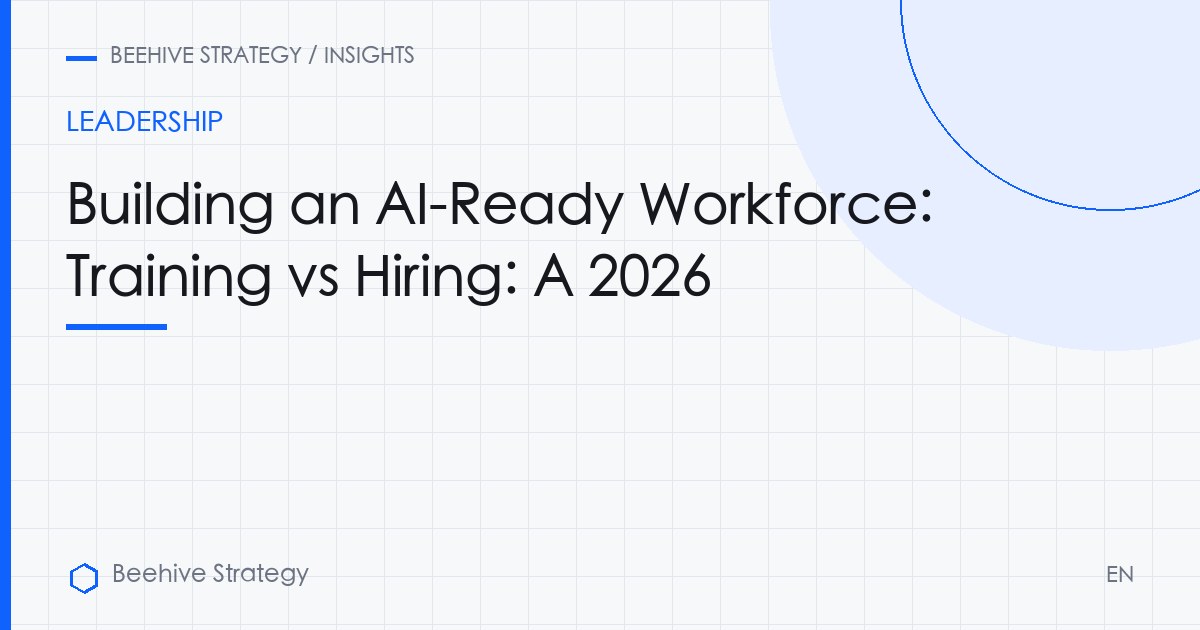 BEEHIVE STRATEGY / INSIGHTS
LEADERSHIP
Building an AI-Ready Workforce:
Training vs Hiring: A 2026
Beehive Strategy
EN